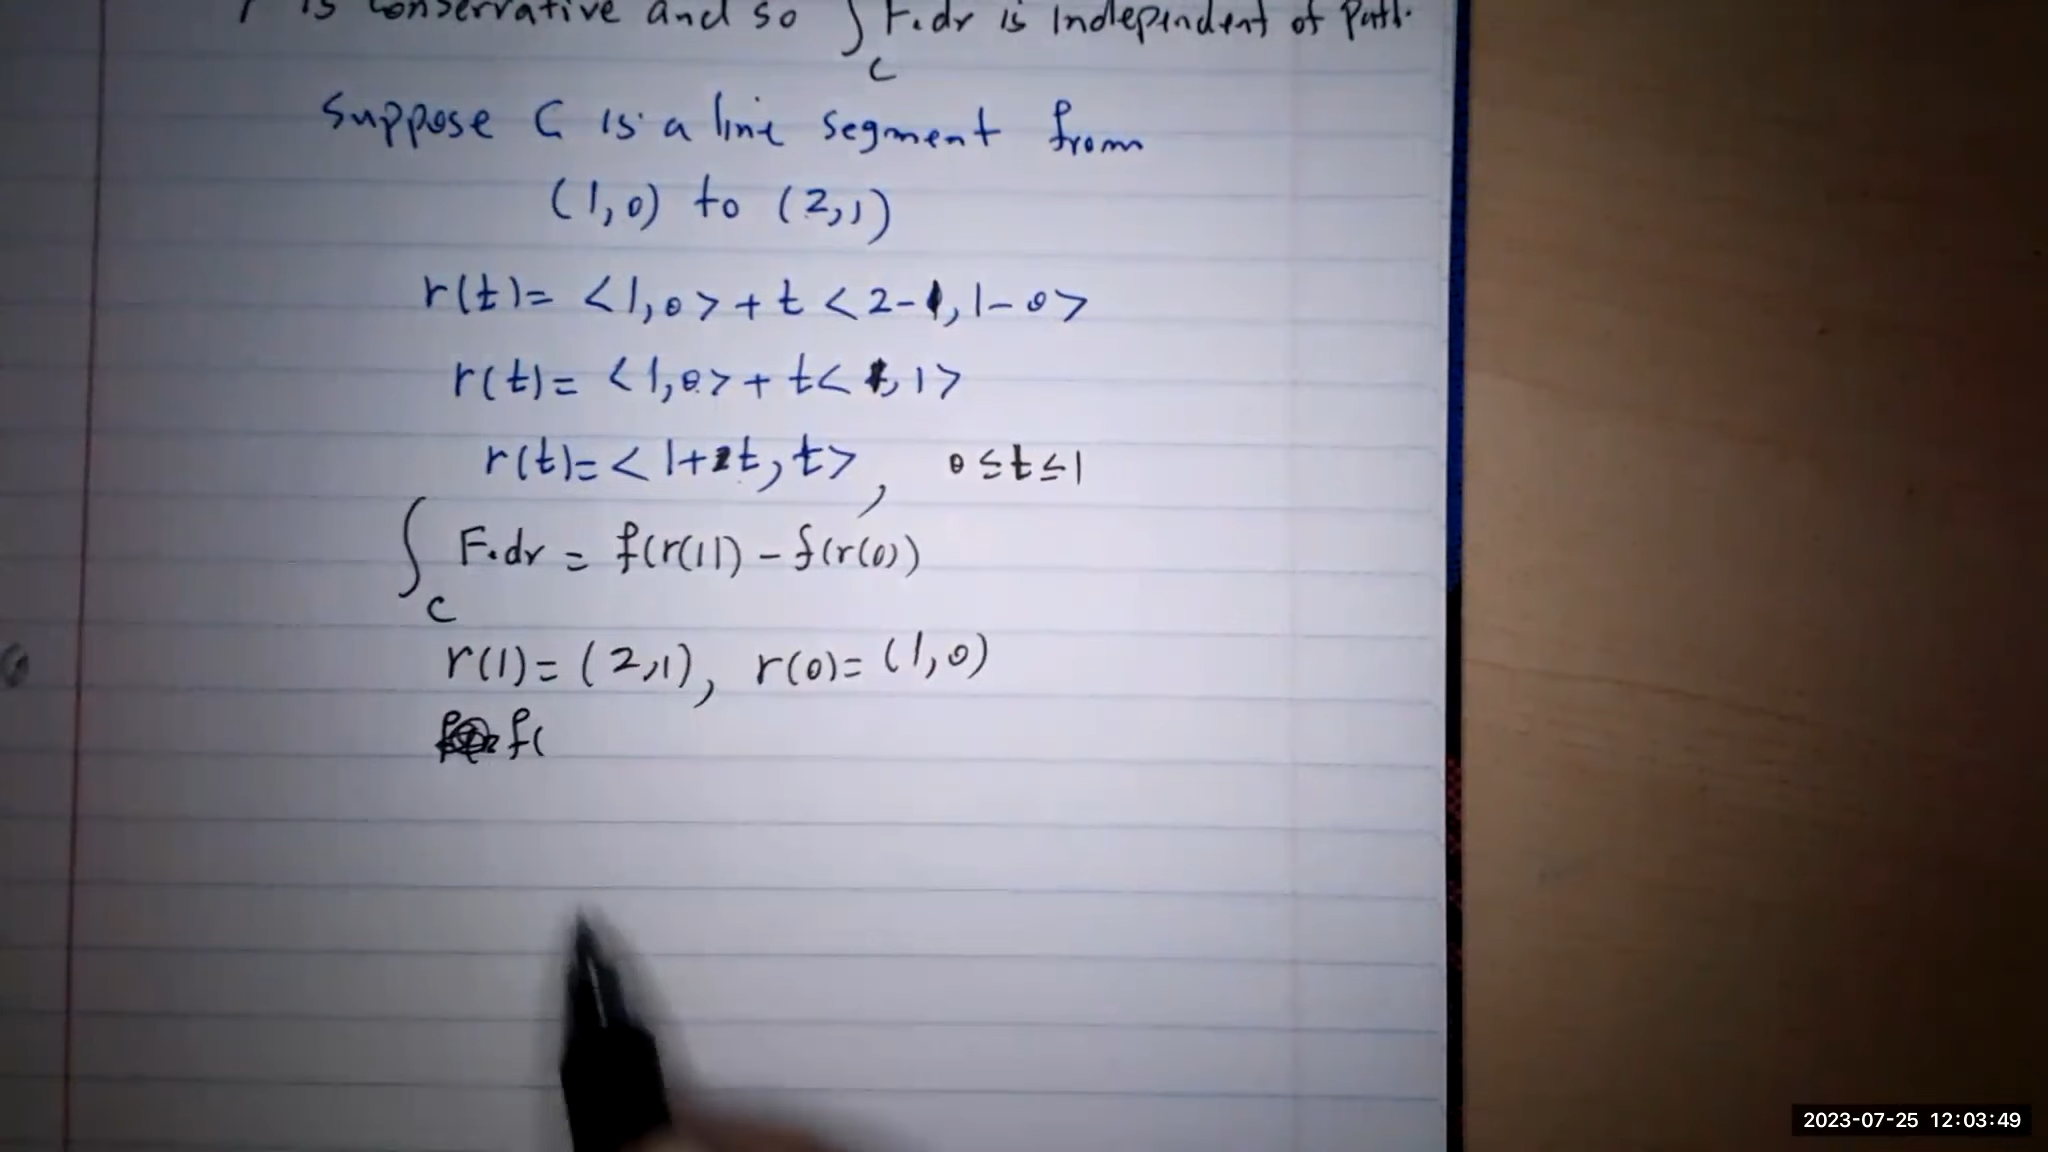 is conservative and so ∫_C F.dr is independent of path.
Suppose C is a line segment from
(1,0) to (2,1)
r(t)= <1,0> + t <2-1, 1-0>
r(t)= <1,0> + t<1, 1>
r(t)=< 1+t, t> , 0 ≤ t ≤ 1
∫_C F.dr = f(r(1)) - f(r(0))
r(1)= (2,1), r(0)= (1,0)
f(
2023-07-25 12:03:49